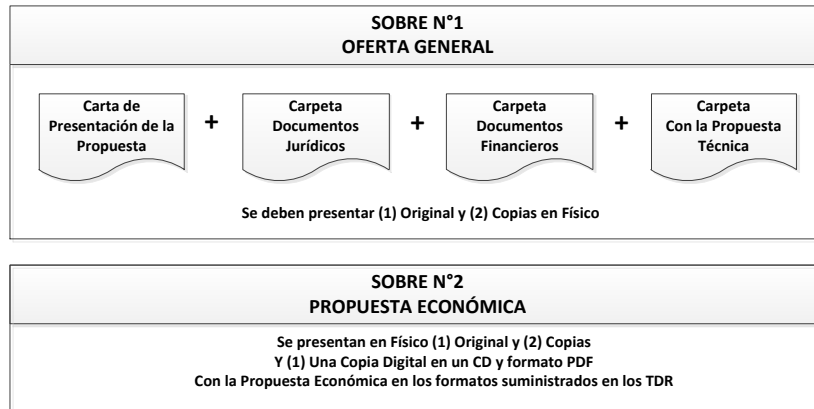 SOBRE N°1
OFERTA GENERAL
Carta de
Presentación de la
Propuesta
+
Carpeta
Documentos
Jurídicos
+
Carpeta
Documentos
Financieros
+
Carpeta
Con la Propuesta
Técnica
Se deben presentar (1) Original y (2) Copias en Físico
SOBRE N°2
PROPUESTA ECONÓMICA
Se presentan en Físico (1) Original y (2) Copias
Y (1) Una Copia Digital en un CD y formato PDF
Con la Propuesta Económica en los formatos suministrados en los TDR